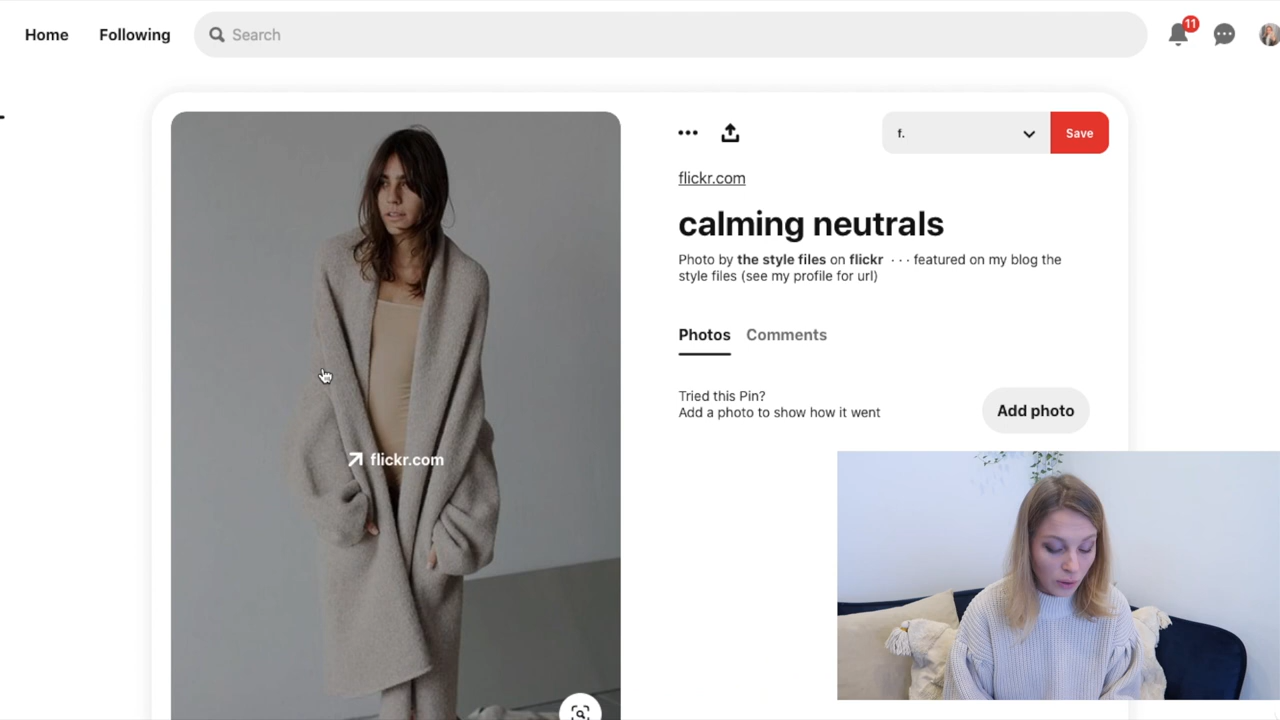 Home
Following
Search
11
f.
Save
flickr.com
calming neutrals
Photo by the style files on flickr · · · featured on my blog the
style files (see my profile for url)
Photos
Comments
Tried this Pin?
Add a photo to show how it went
Add photo
flickr.com